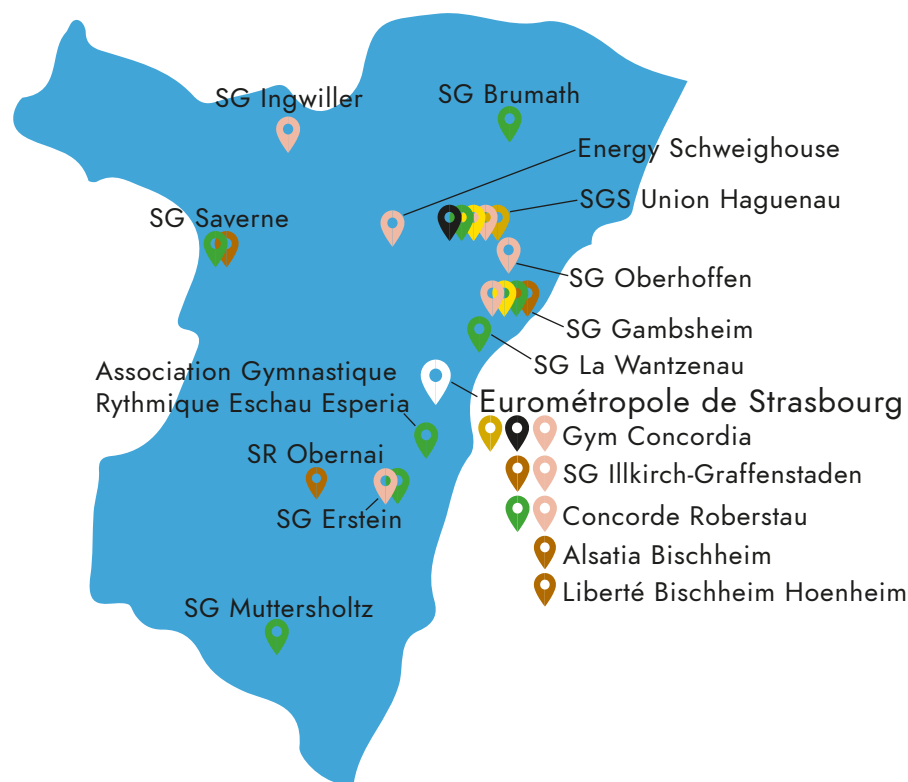 SG Ingwiller
SG Brumath
Energy Schweighouse
SGS Union Haguenau
SG Saverne
SG Oberhoffen
SG Gambsheim
SG La Wantzenau
Association Gymnastique
Rythmique Eschau Esperia
Eurométropole de Strasbourg
Gym Concordia
SR Obernai
SG Illkirch-Graffenstaden
SG Erstein
Concorde Roberstau
Alsatia Bischheim
Liberté Bischheim Hoenheim
SG Muttersholtz